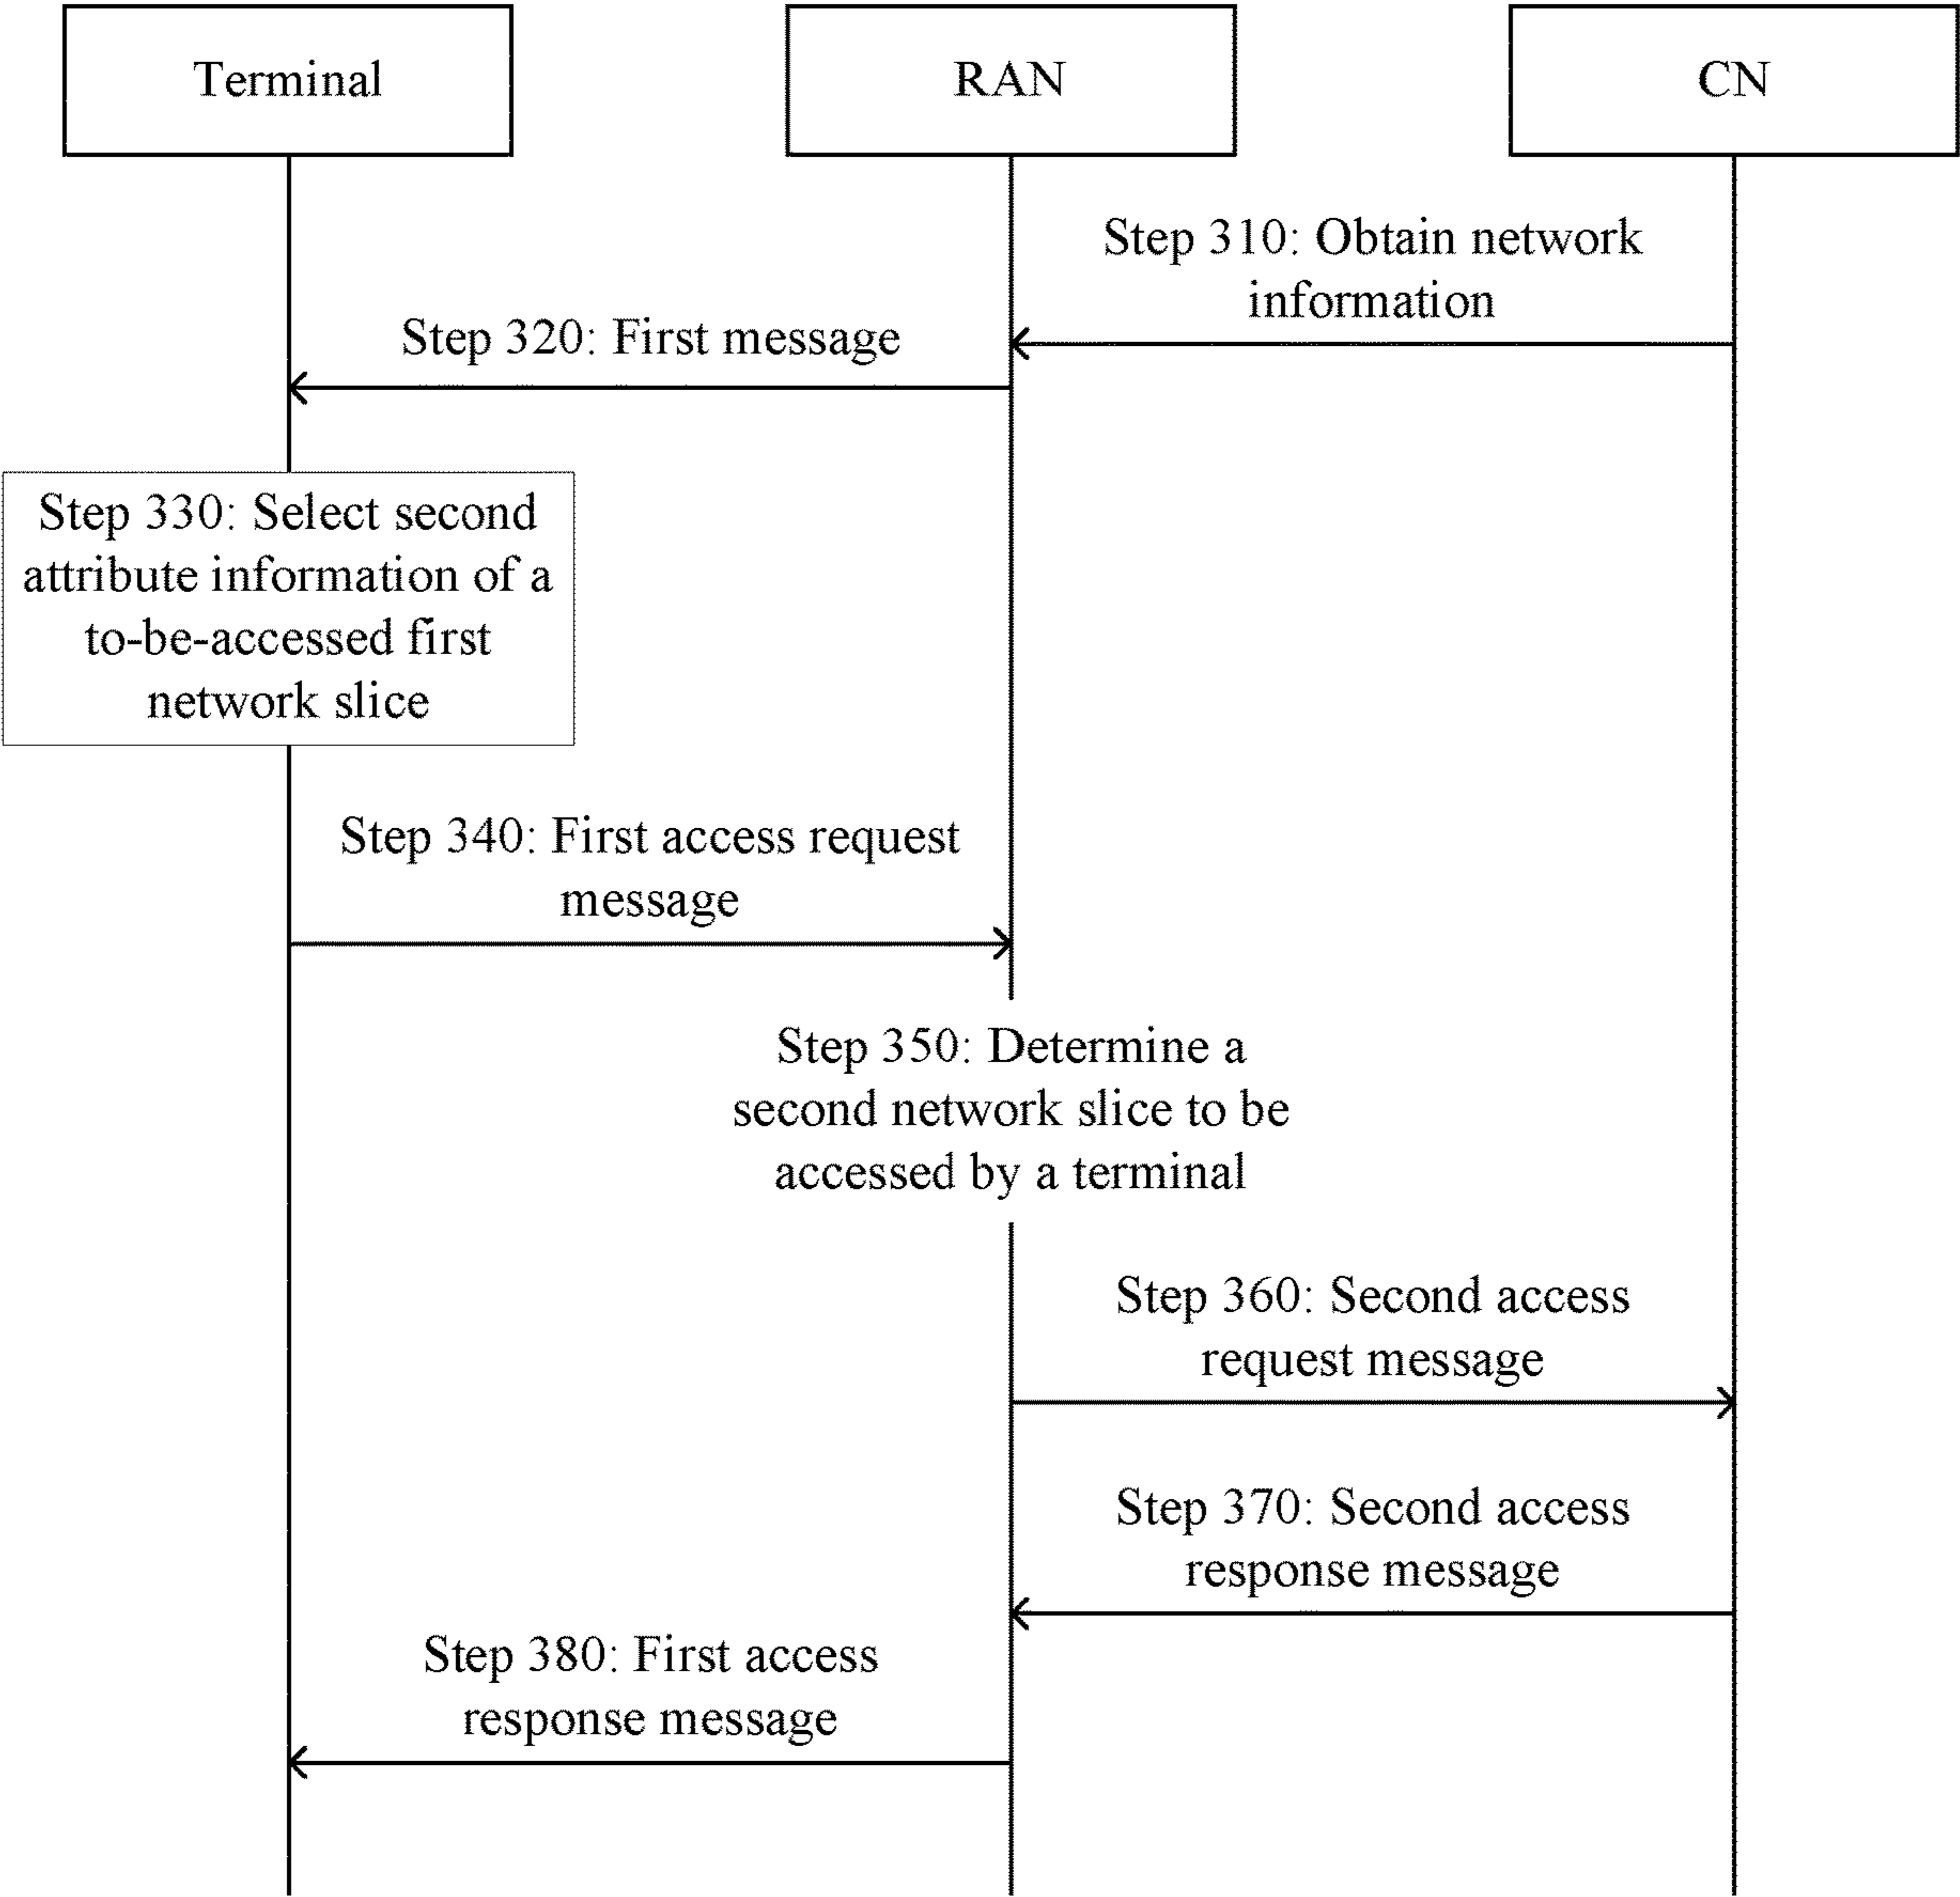 Terminal
RAN
CN
Step 310: Obtain network
information
Step 320: First message
Step 330: Select second
attribute information of a
to-be-accessed first
network slice
Step 340: First access request
message
Step 350: Determine a
second network slice to be
accessed by a terminal
Step 360: Second access
request message
Step 370: Second access
response message
Step 380: First access
response message